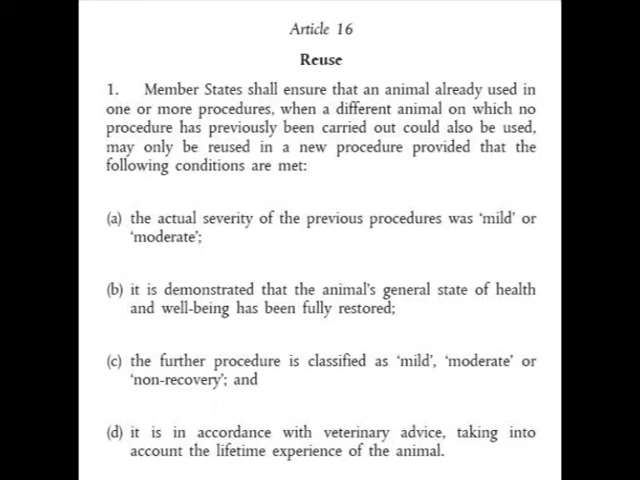 Article 16
Reuse
1. Member States shall ensure that an animal already used in
one or more procedures, when a different animal on which no
procedure has previously been carried out could also be used,
may only be reused in a new procedure provided that the
following conditions are met:
(a) the actual severity of the previous procedures was ‘mild’ or
‘moderate’;
(b) it is demonstrated that the animal’s general state of health
and well-being has been fully restored;
(c) the further procedure is classified as ‘mild’, ‘moderate’ or
‘non-recovery’; and
(d) it is in accordance with veterinary advice, taking into
account the lifetime experience of the animal.